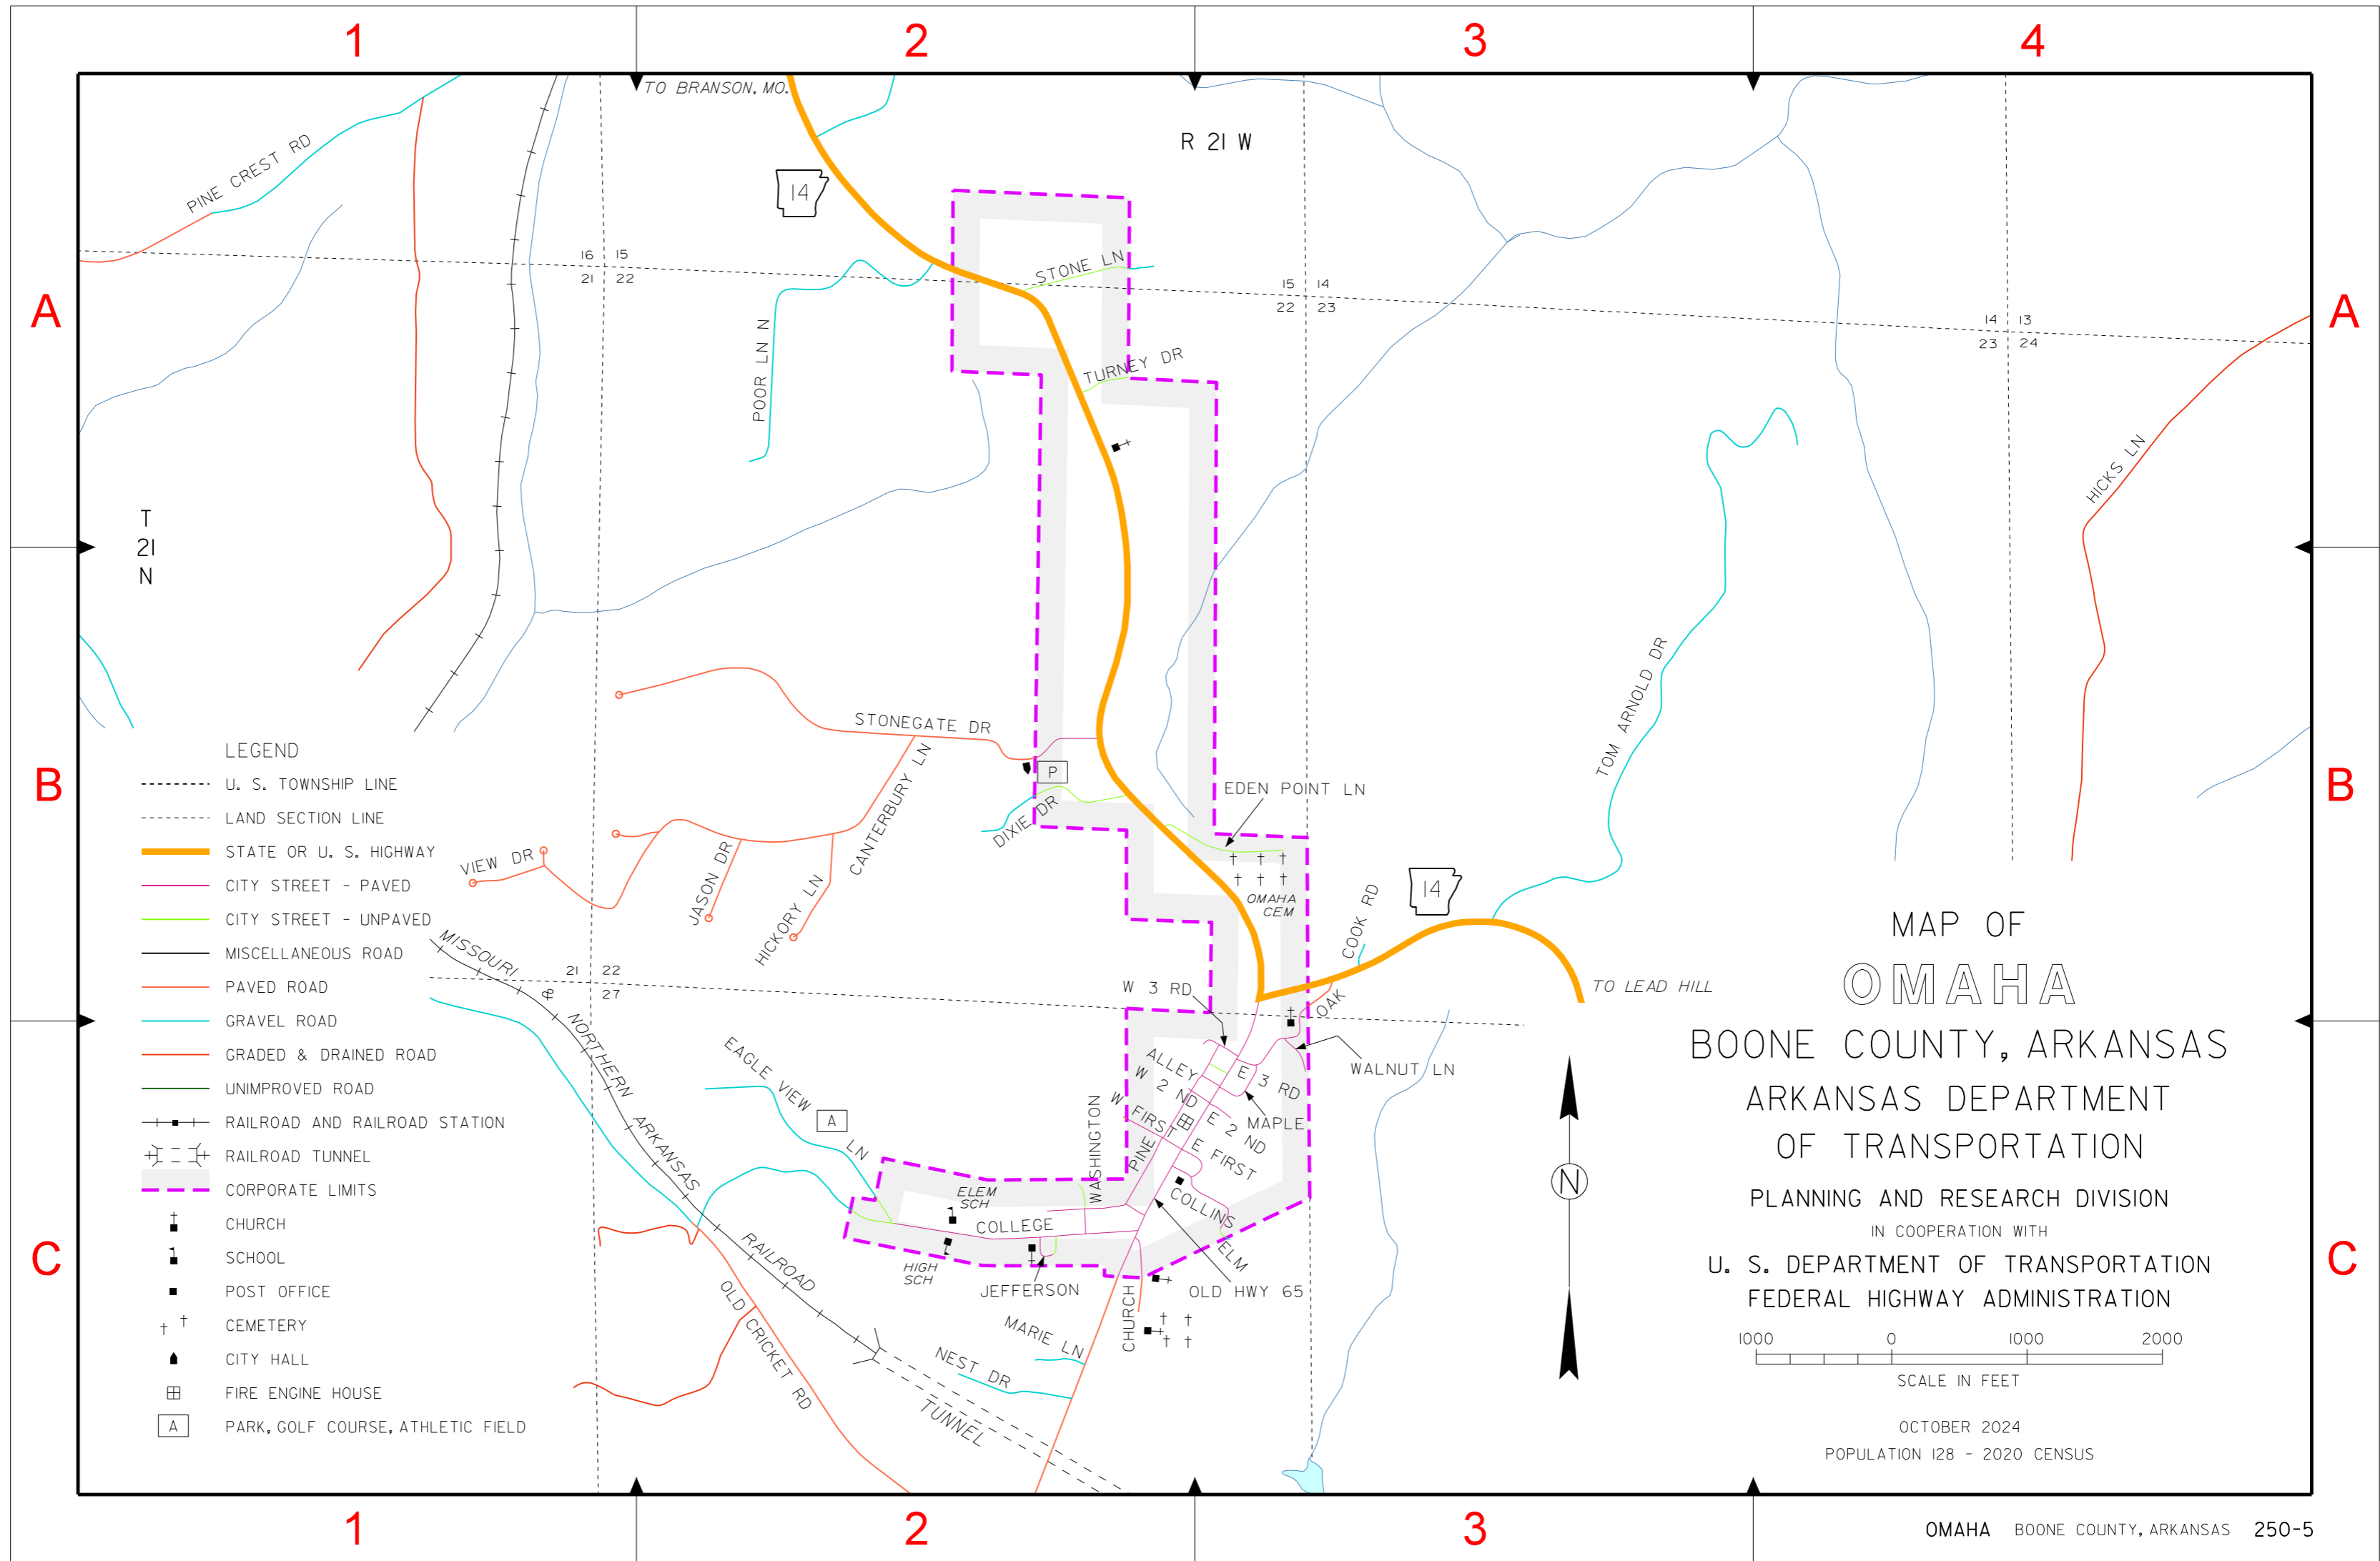 1 2 3 4
TO BRANSON, MO.
R 21 W
PINE CREST RD
14
16 15
21 22
STONE LN
15 14
22 23
A A
14 13
23 24
POOR LN N
TURNEY DR
HICKS LN
T
21
N
TOM ARNOLD DR
STONEGATE DR
P
B B
CANTERBURY LN
DIXIE DR
EDEN POINT LN
VIEW DR
JASON DR
HICKORY LN
OMAHA
CEM
COOK RD
14
TO LEAD HILL
21 22
27
W 3 RD
OAK
WALNUT LN
ALLEY
E 3 RD
W 2 ND
MAPLE
W FIRST
E 2 ND
E FIRST
PINE
WASHINGTON
EAGLE VIEW LN
A
MISSOURI & NORTHERN ARKANSAS RAILROAD
ELEM
SCH
COLLEGE
COLLINS
ELM
HIGH
SCH
JEFFERSON
OLD HWY 65
CHURCH
MARIE LN
NEST DR
OLD CRICKET RD
TUNNEL
C C
LEGEND
U. S. TOWNSHIP LINE
LAND SECTION LINE
STATE OR U. S. HIGHWAY
CITY STREET - PAVED
CITY STREET - UNPAVED
MISCELLANEOUS ROAD
PAVED ROAD
GRAVEL ROAD
GRADED & DRAINED ROAD
UNIMPROVED ROAD
RAILROAD AND RAILROAD STATION
RAILROAD TUNNEL
CORPORATE LIMITS
CHURCH
SCHOOL
POST OFFICE
CEMETERY
CITY HALL
FIRE ENGINE HOUSE
A PARK, GOLF COURSE, ATHLETIC FIELD
MAP OF
OMAHA
BOONE COUNTY, ARKANSAS
ARKANSAS DEPARTMENT
OF TRANSPORTATION
PLANNING AND RESEARCH DIVISION
IN COOPERATION WITH
U. S. DEPARTMENT OF TRANSPORTATION
FEDERAL HIGHWAY ADMINISTRATION
N
1000 0 1000 2000
SCALE IN FEET
OCTOBER 2024
POPULATION 128 - 2020 CENSUS
1 2 3
OMAHA BOONE COUNTY, ARKANSAS 250-5